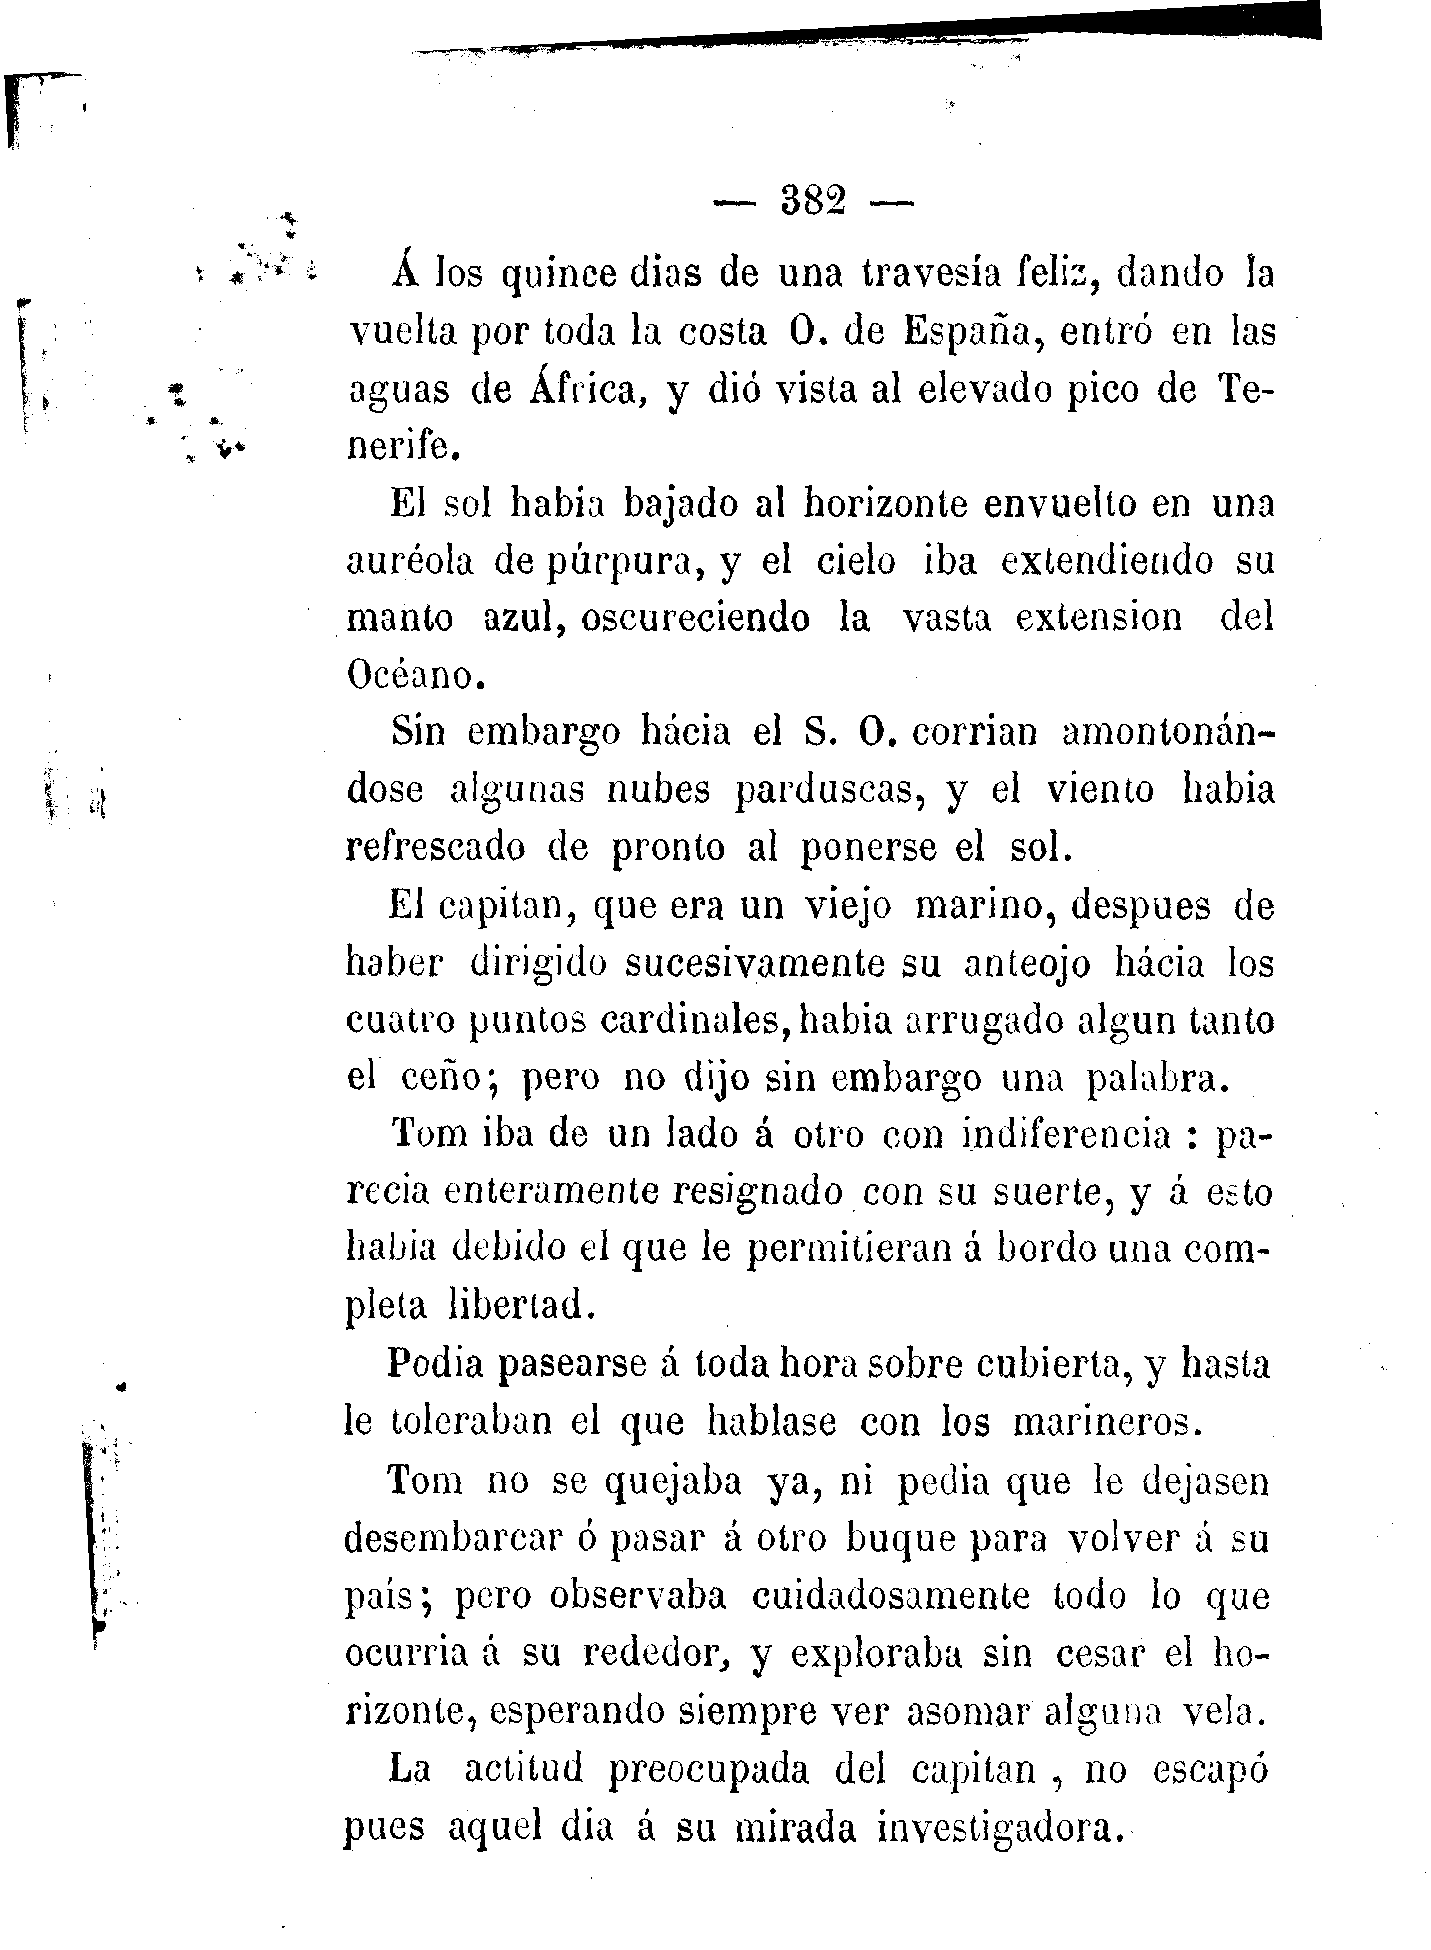 — 382 —
Á los quince dias de una travesía feliz, dando la
vuelta por toda la costa O. de España, entró en las
aguas de África, y dió vista al elevado pico de Te-
nerife.
El sol habia bajado al horizonte envuelto en una
auréola de púrpura, y el cielo iba extendiendo su
manto azul, oscureciendo la vasta extension del
Océano.
Sin embargo hácia el S. O. corrian amontonán-
dose algunas nubes parduscas, y el viento habia
refrescado de pronto al ponerse el sol.
El capitan, que era un viejo marino, despues de
haber dirigido sucesivamente su anteojo hácia los
cuatro puntos cardinales, habia arrugado algun tanto
el ceño; pero no dijo sin embargo una palabra.
Tom iba de un lado á otro con indiferencia : pa-
recia enteramente resignado con su suerte, y á esto
habia debido el que le permitieran á bordo una com-
pleta libertad.
Podia pasearse á toda hora sobre cubierta, y hasta
le toleraban el que hablase con los marineros.
Tom no se quejaba ya, ni pedia que le dejasen
desembarcar ó pasar á otro buque para volver á su
país; pero observaba cuidadosamente todo lo que
ocurria á su rededor, y exploraba sin cesar el ho-
rizonte, esperando siempre ver asomar alguna vela.
La actitud preocupada del capitan , no escapó
pues aquel dia á su mirada investigadora.